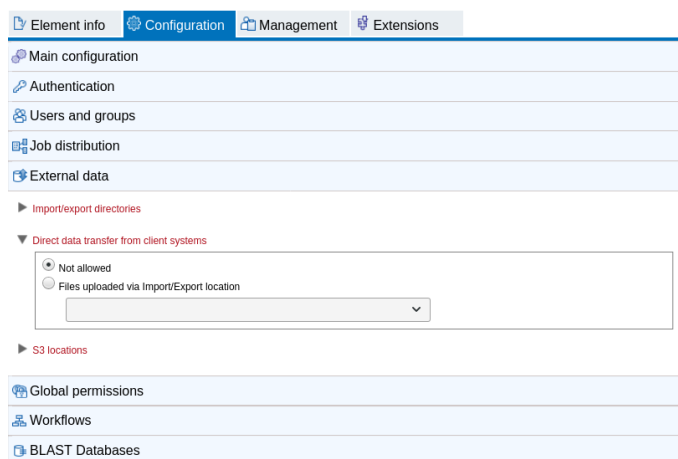 Element info Configuration Management Extensions
Main configuration
Authentication
Users and groups
Job distribution
External data
Import/export directories
Direct data transfer from client systems
Not allowed
Files uploaded via Import/Export location
S3 locations
Global permissions
Workflows
BLAST Databases